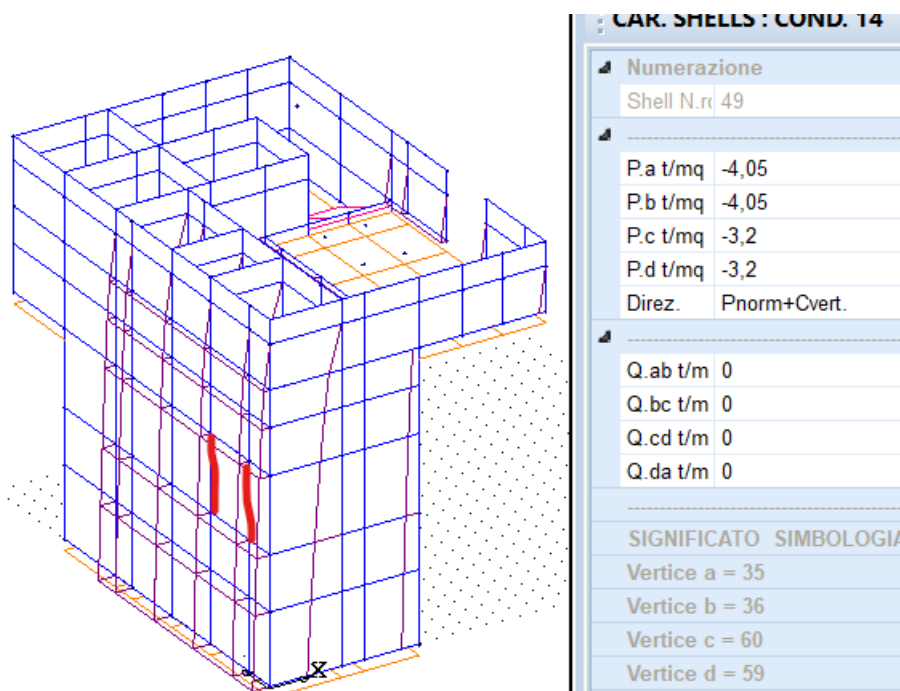 CAR. SHELLS : COND. 14
Numerazione
Shell N.r 49
P.a t/mq -4,05
P.b t/mq -4,05
P.c t/mq -3,2
P.d t/mq -3,2
Direz. Pnorm+Cvert.
Q.ab t/m 0
Q.bc t/m 0
Q.cd t/m 0
Q.da t/m 0
SIGNIFICATO SIMBOLOGIA
Vertice a = 35
Vertice b = 36
Vertice c = 60
Vertice d = 59
X